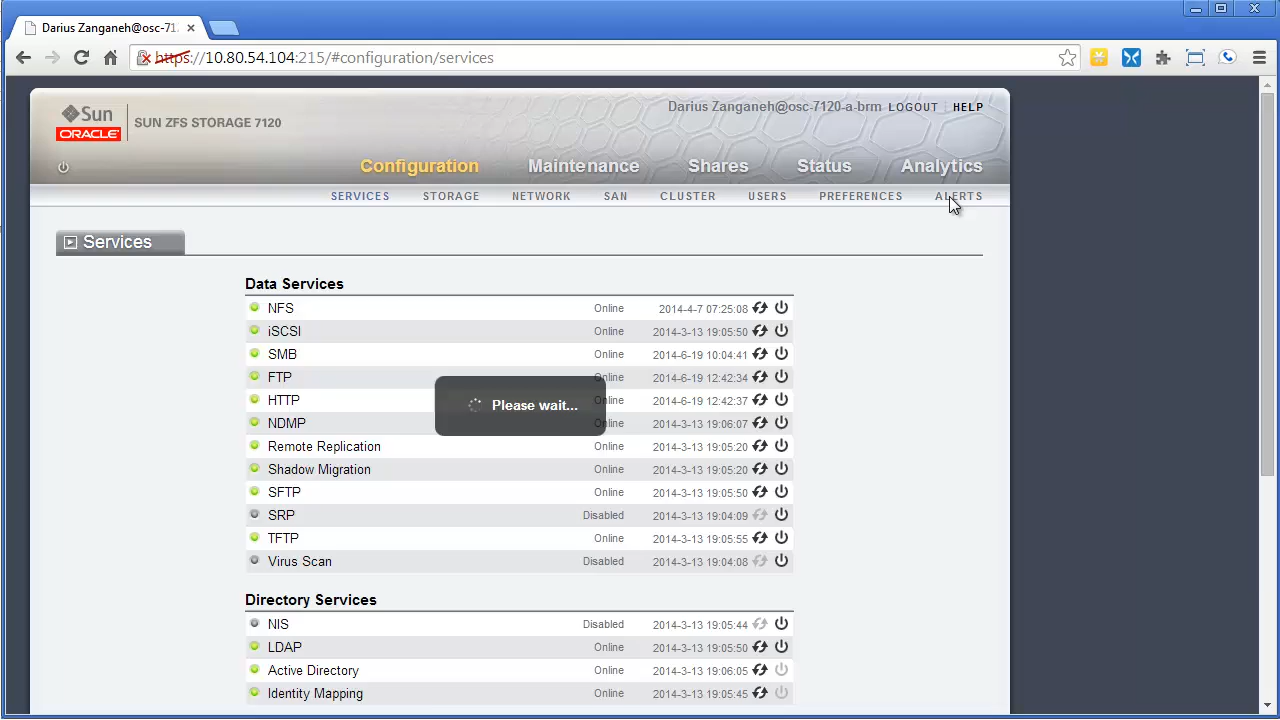 Darius Zanganeh@osc-71
https://10.80.54.104:215/#configuration/services
Sun
ORACLE
SUN ZFS STORAGE 7120
Darius Zanganeh@osc-7120-a-brm LOGOUT HELP
Configuration Maintenance Shares Status Analytics
SERVICES STORAGE NETWORK SAN CLUSTER USERS PREFERENCES ALERTS
Services
Data Services
NFS Online 2014-4-7 07:25:08
iSCSI Online 2014-3-13 19:05:50
SMB Online 2014-6-19 10:04:41
FTP Online 2014-6-19 12:42:34
HTTP Online 2014-6-19 12:42:37
Please wait...
NDMP Online 2014-3-13 19:06:07
Remote Replication Online 2014-3-13 19:05:20
Shadow Migration Online 2014-3-13 19:05:20
SFTP Online 2014-3-13 19:05:50
SRP Disabled 2014-3-13 19:04:09
TFTP Online 2014-3-13 19:05:55
Virus Scan Disabled 2014-3-13 19:04:08
Directory Services
NIS Disabled 2014-3-13 19:05:44
LDAP Online 2014-3-13 19:05:50
Active Directory Online 2014-3-13 19:06:05
Identity Mapping Online 2014-3-13 19:05:45